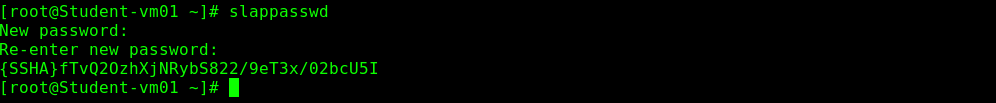 [root@Student-vm01 ~]# slappasswd
New password:
Re-enter new password:
{SSHA}fTvQ2OzhXjNRybS822/9eT3x/02bcU5I
[root@Student-vm01 ~]#